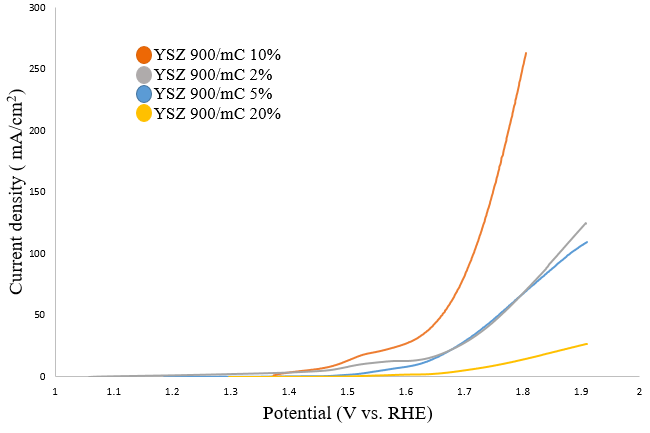 300
250
200
150
100
50
0
Current density ( mA/cm2)
YSZ 900/mC 10%
YSZ 900/mC 2%
YSZ 900/mC 5%
YSZ 900/mC 20%
1 1.1 1.2 1.3 1.4 1.5 1.6 1.7 1.8 1.9 2
Potential (V vs. RHE)